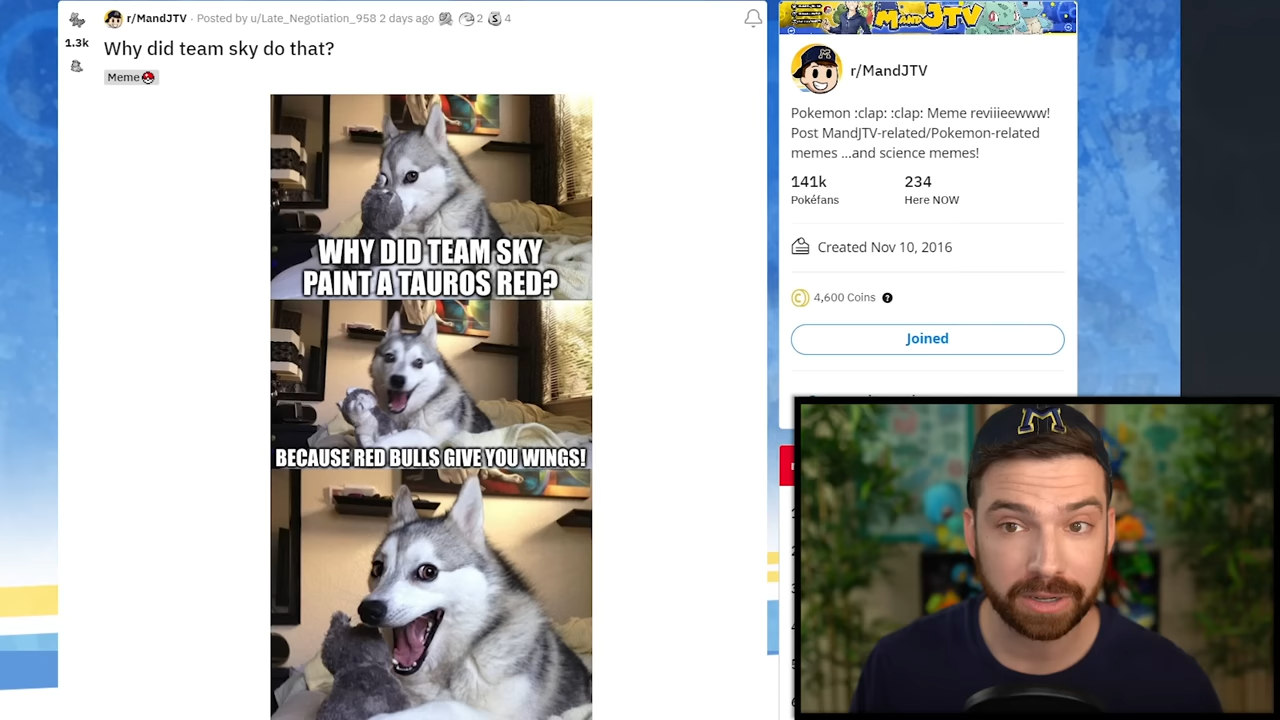 r/MandJTV · Posted by u/Late_Negotiation_958 2 days ago 2 4
1.3k
Why did team sky do that?
Meme
WHY DID TEAM SKY
PAINT A TAUROS RED?
BECAUSE RED BULLS GIVE YOU WINGS!
MANDJTV
r/MandJTV
Pokemon :clap: :clap: Meme reviiieewww!
Post MandJTV-related/Pokemon-related
memes ...and science memes!
141k
234
Pokéfans
Here NOW
Created Nov 10, 2016
4,600 Coins
Joined
M